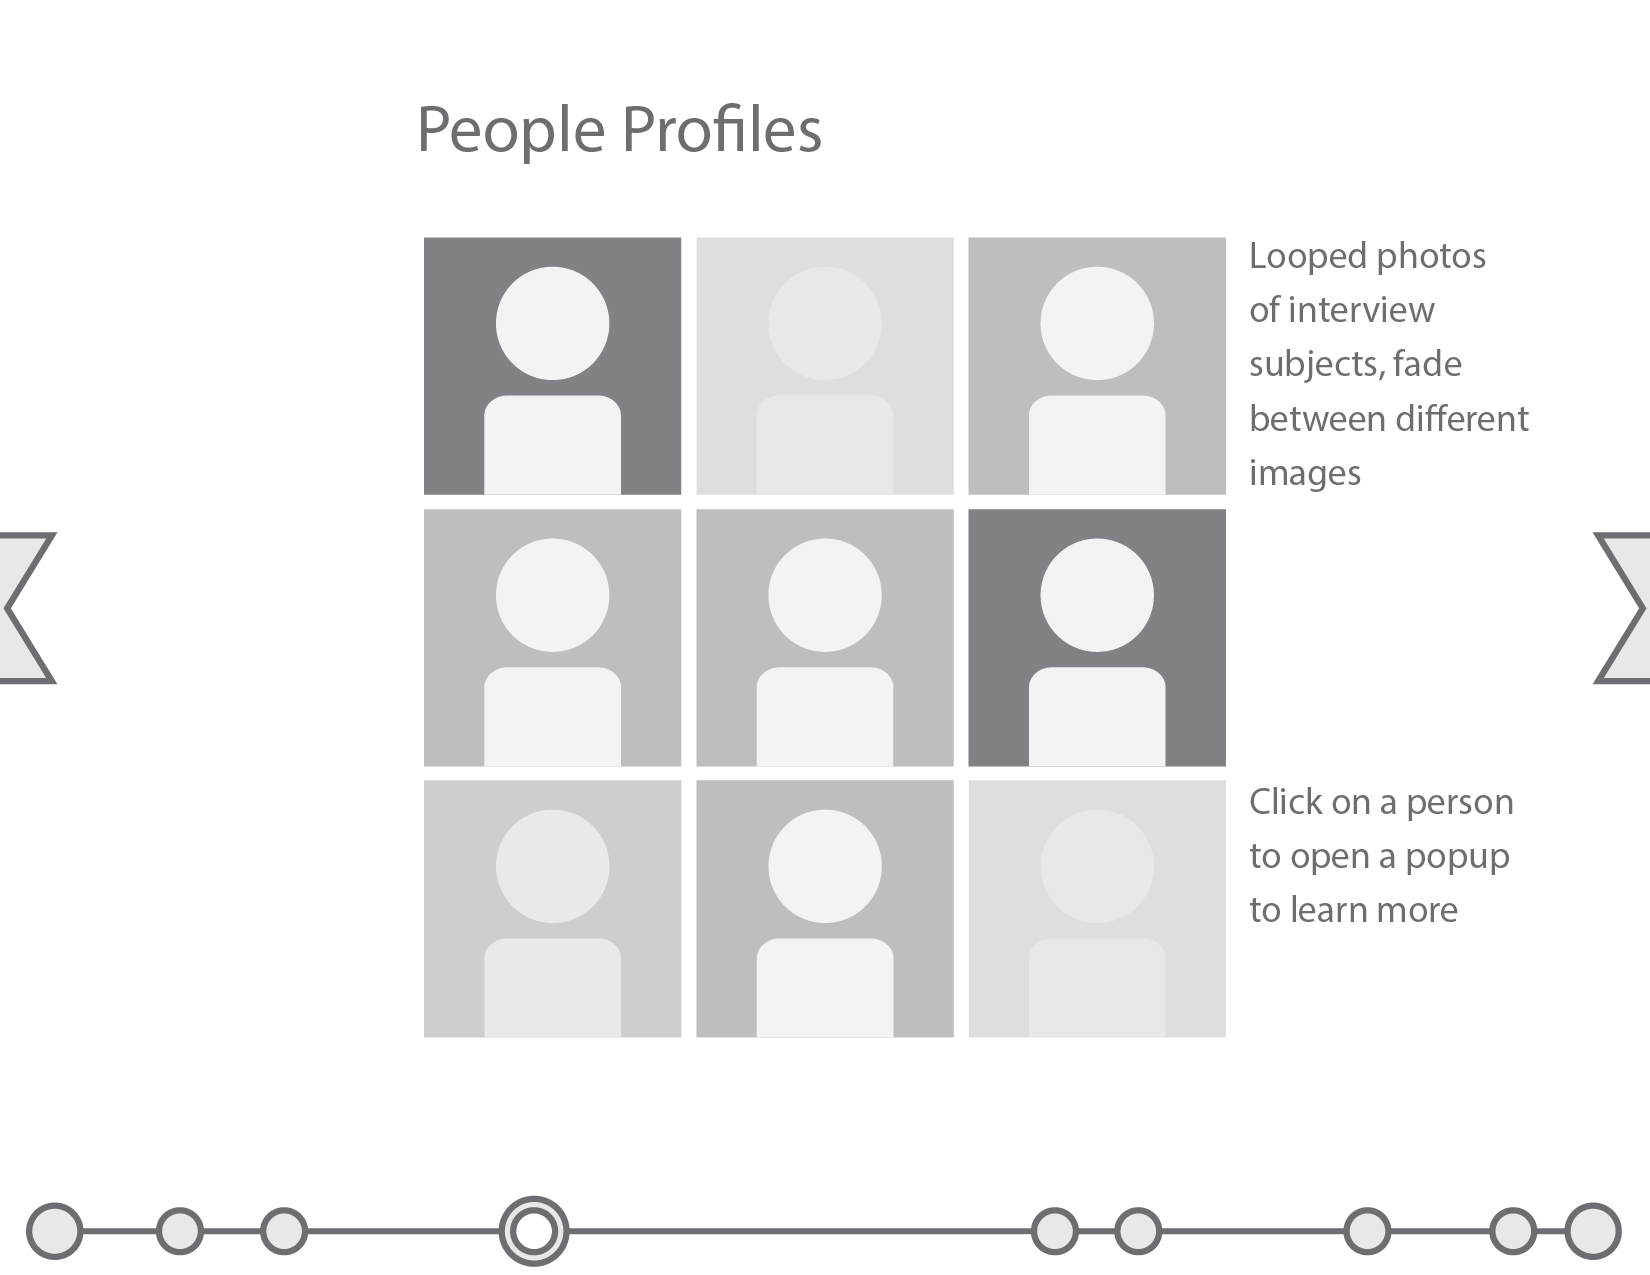 People Profiles
Looped photos
of interview
subjects, fade
between different
images
Click on a person
to open a popup
to learn more